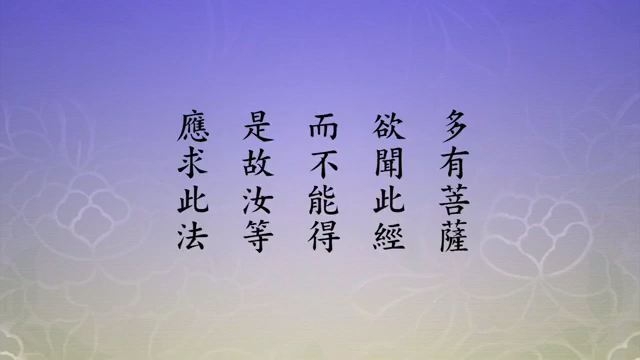 多有菩薩
欲聞此經
而不能得
是故汝等
應求此法